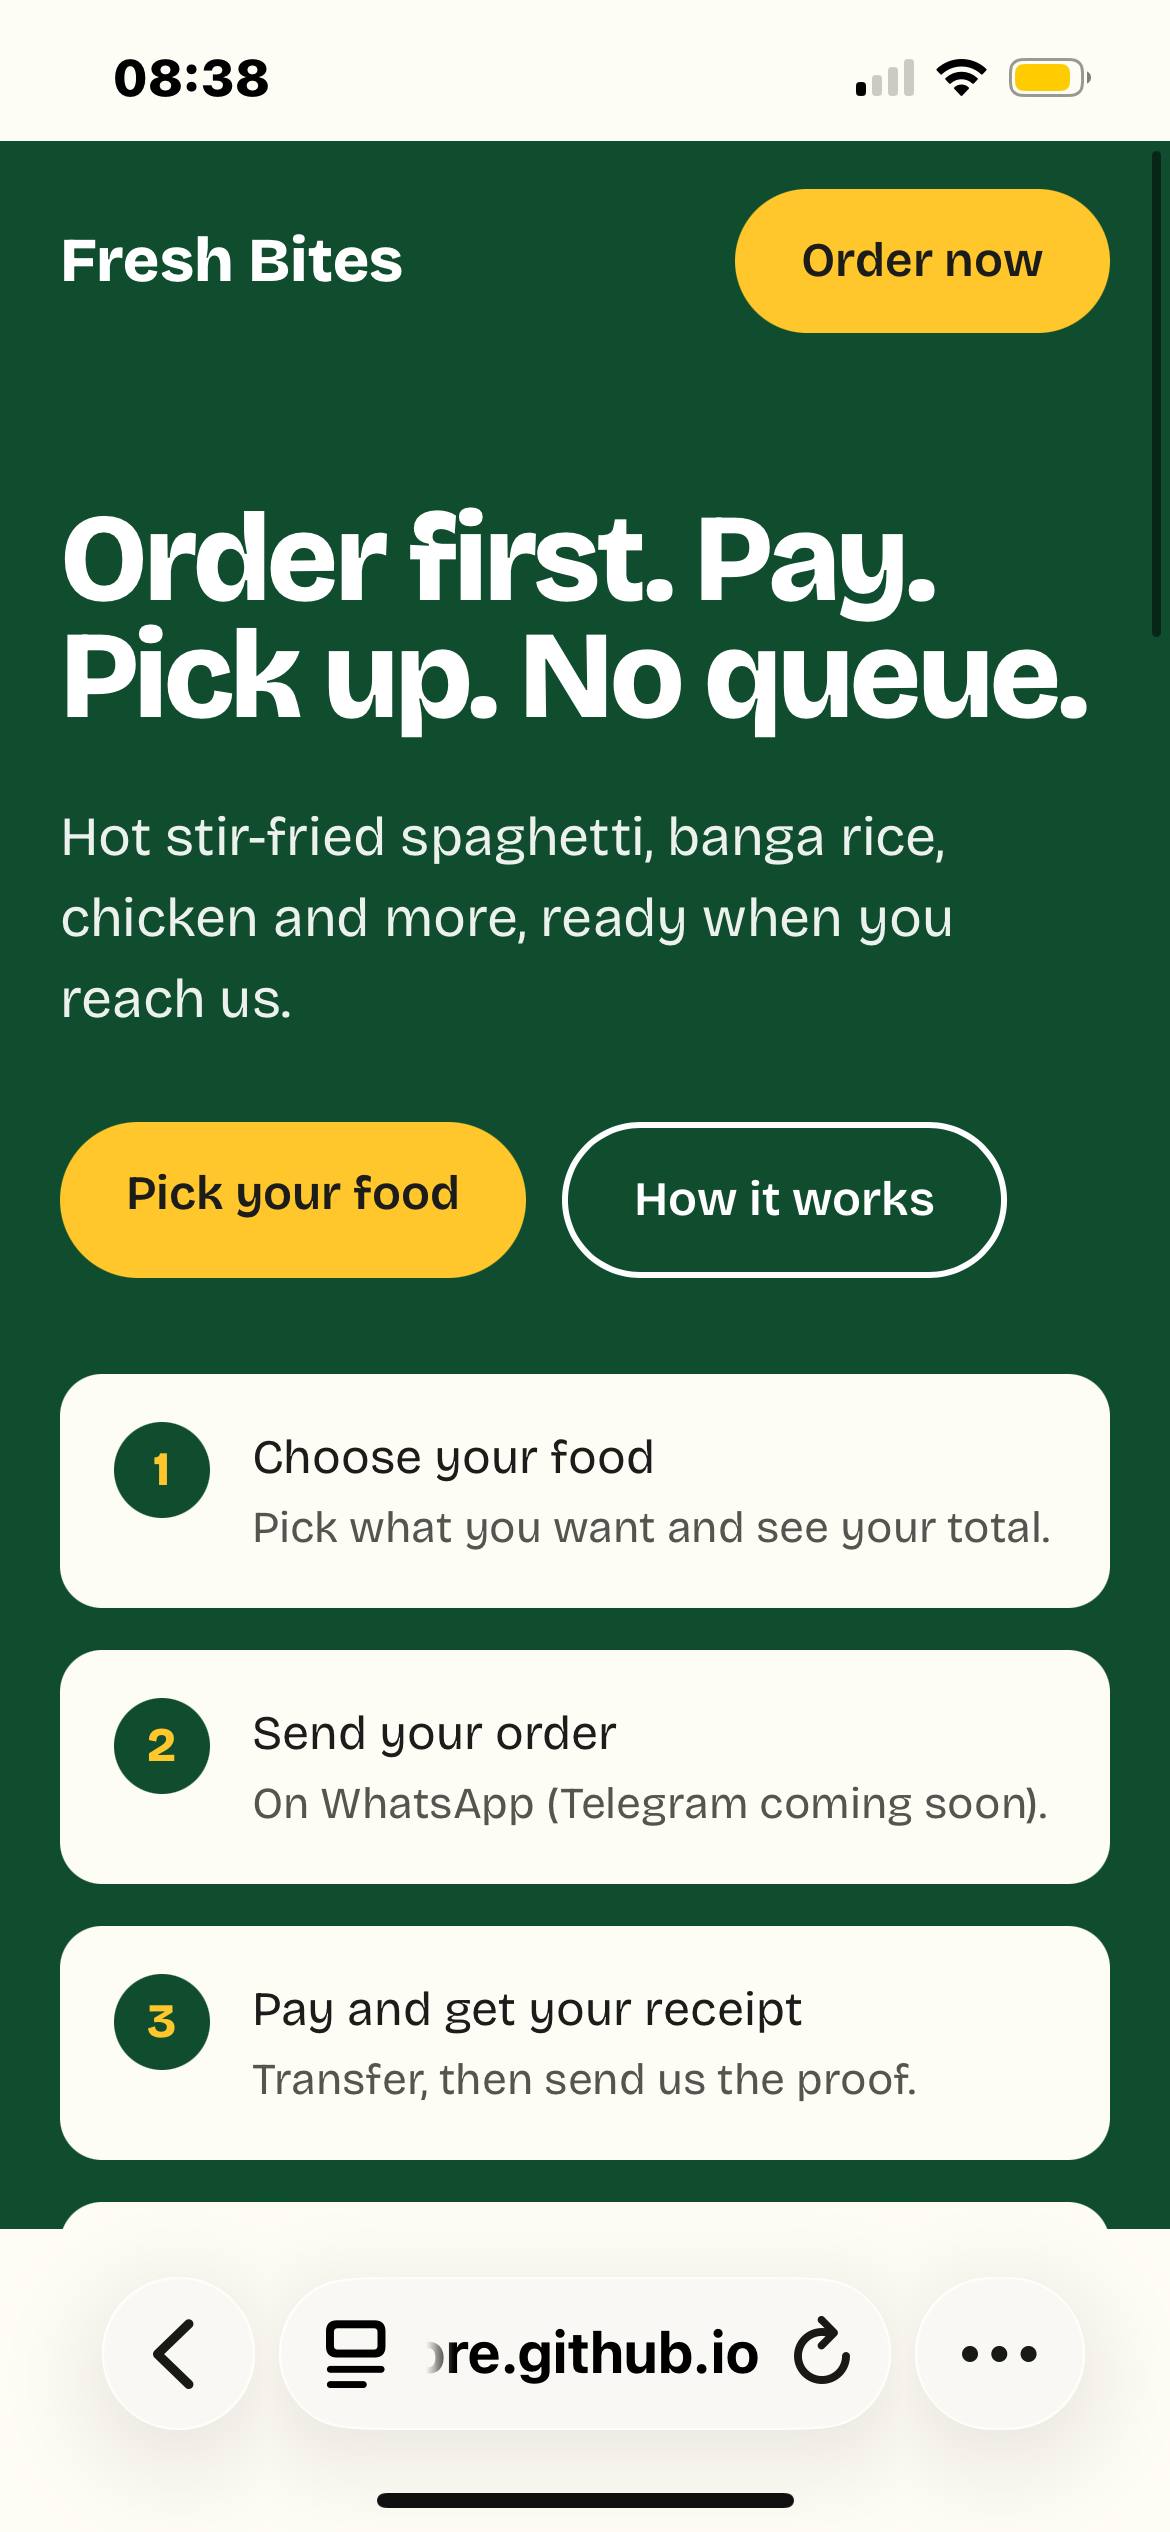 08:38
Fresh Bites
Order now
Order first. Pay.
Pick up. No queue.
Hot stir-fried spaghetti, banga rice,
chicken and more, ready when you
reach us.
Pick your food
How it works
1
Choose your food
Pick what you want and see your total.
2
Send your order
On WhatsApp (Telegram coming soon).
3
Pay and get your receipt
Transfer, then send us the proof.
re.github.io